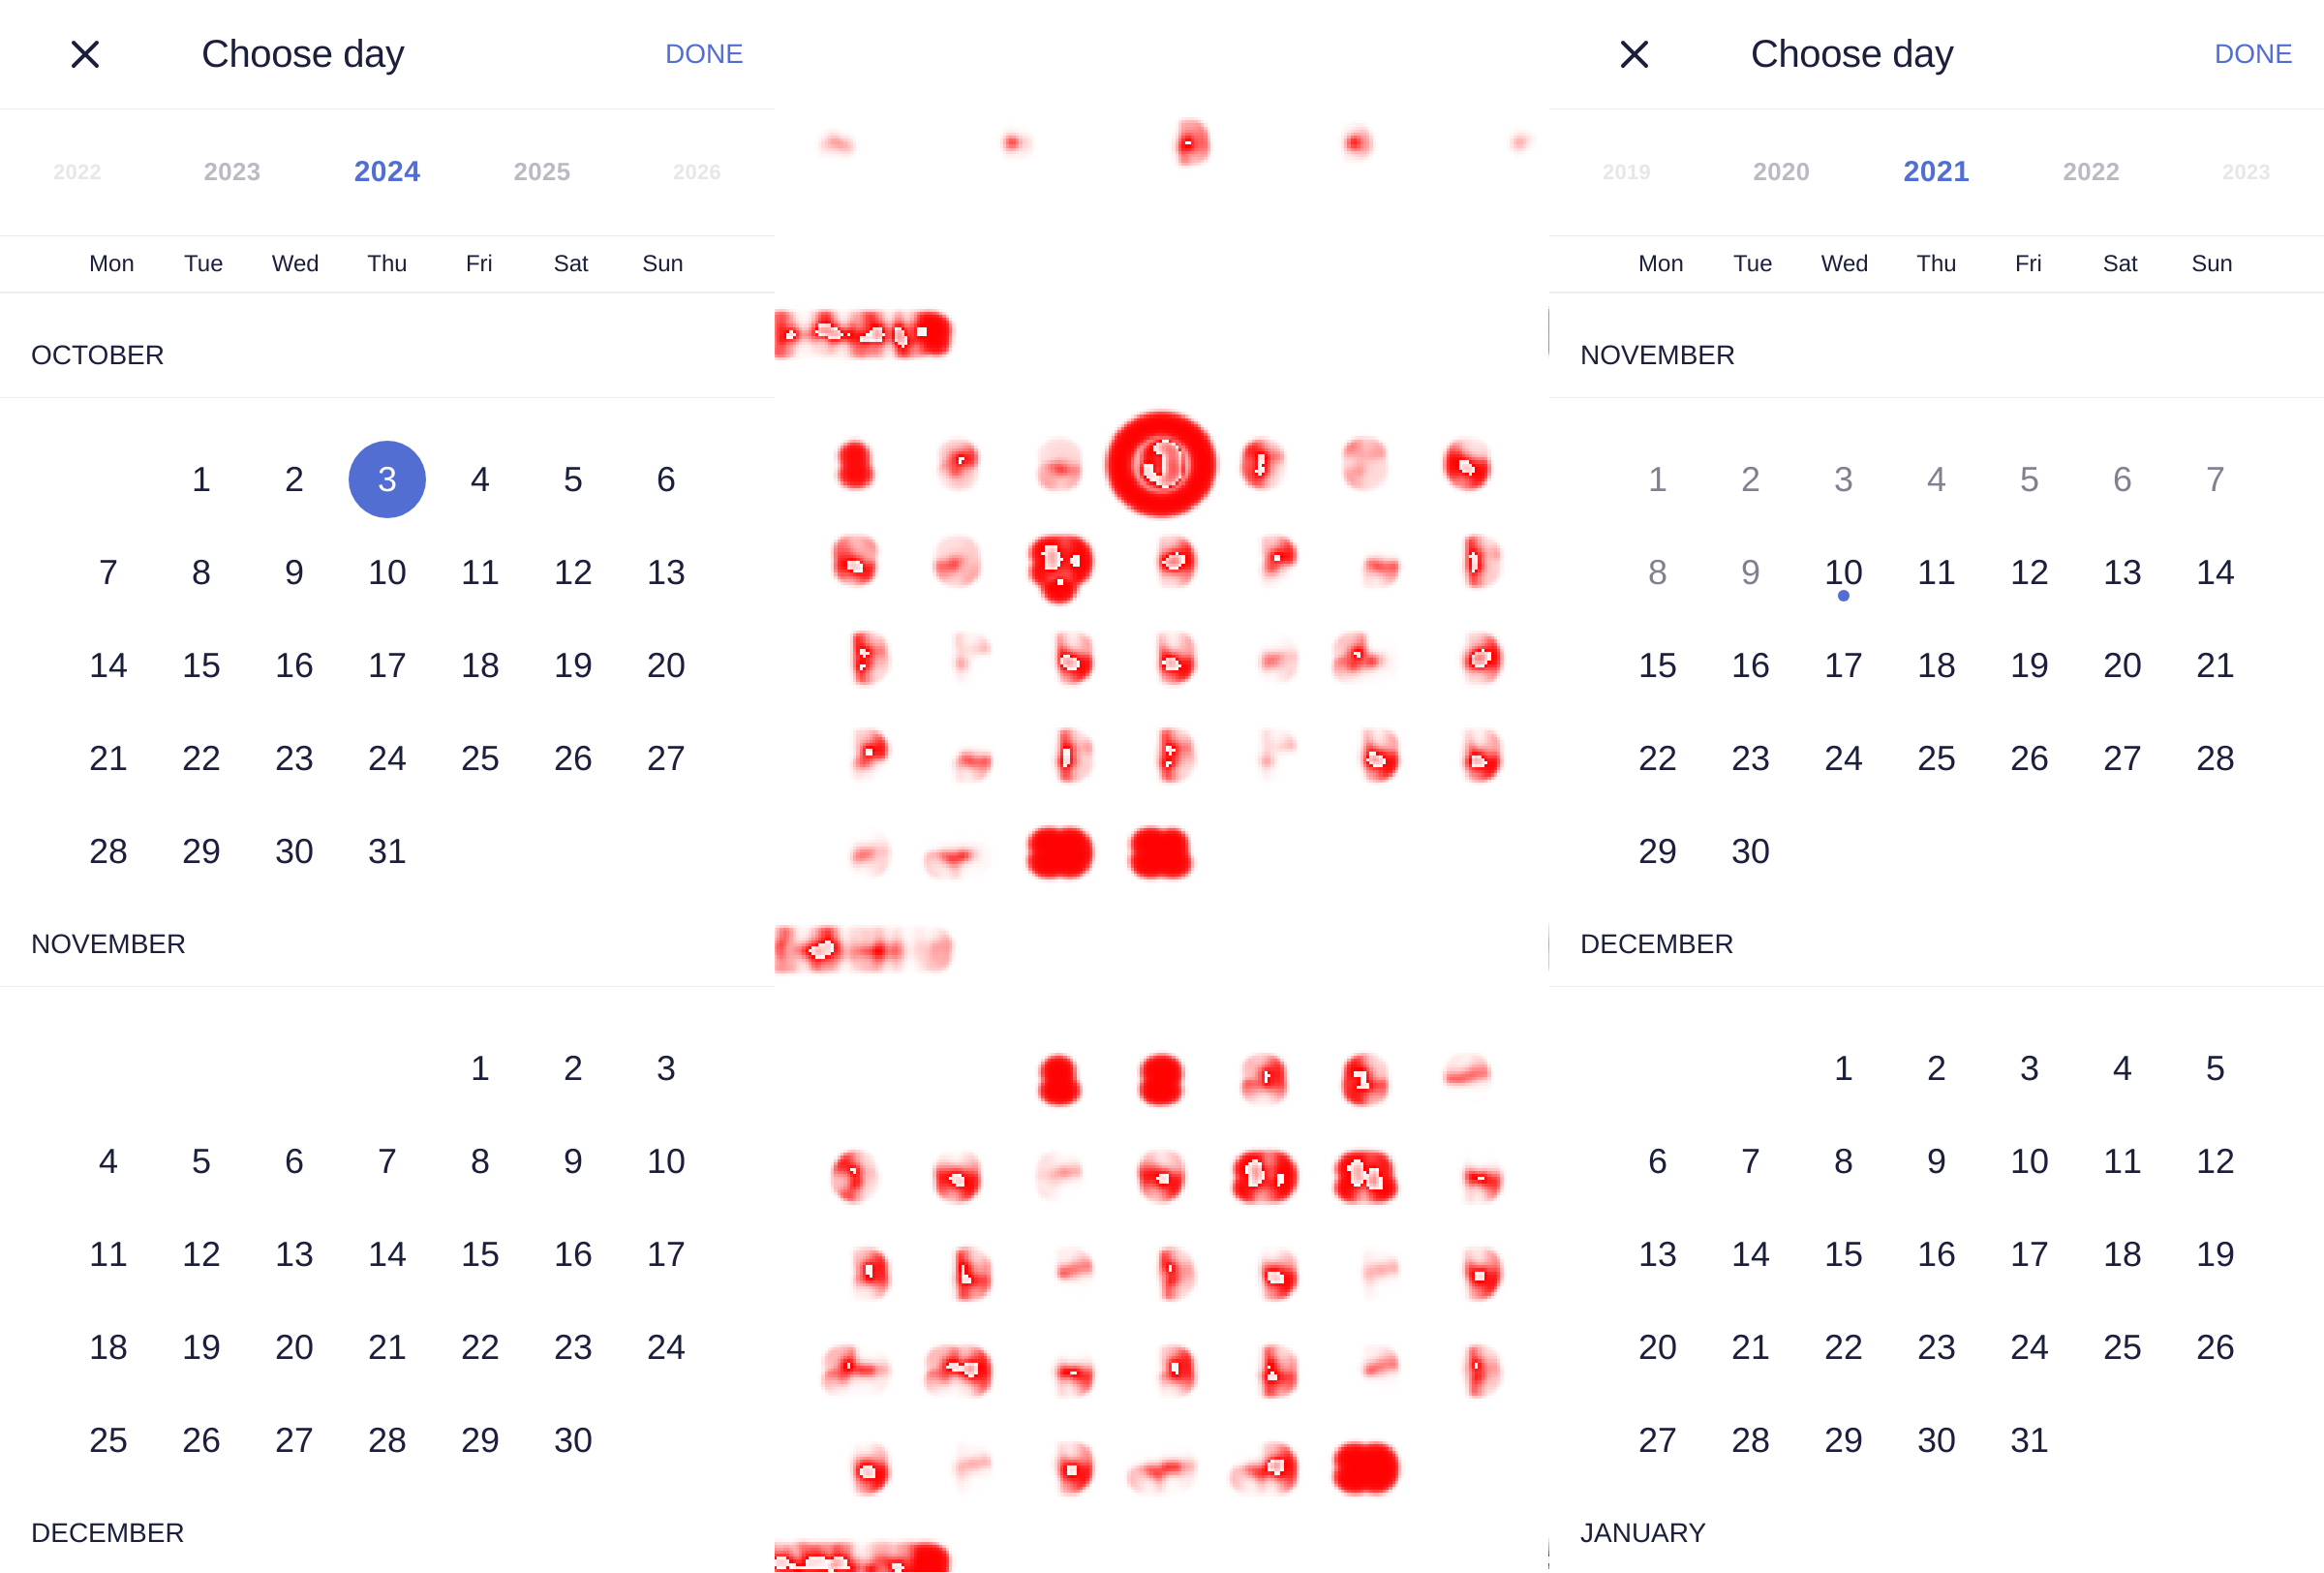 Choose day DONE
2022 2023 2024 2025 2026
Mon Tue Wed Thu Fri Sat Sun
OCTOBER
1 2 3 4 5 6
7 8 9 10 11 12 13
14 15 16 17 18 19 20
21 22 23 24 25 26 27
28 29 30 31
NOVEMBER
1 2 3
4 5 6 7 8 9 10
11 12 13 14 15 16 17
18 19 20 21 22 23 24
25 26 27 28 29 30
DECEMBER
Choose day DONE
2019 2020 2021 2022 2023
Mon Tue Wed Thu Fri Sat Sun
NOVEMBER
1 2 3 4 5 6 7
8 9 10 11 12 13 14
15 16 17 18 19 20 21
22 23 24 25 26 27 28
29 30
DECEMBER
1 2 3 4 5
6 7 8 9 10 11 12
13 14 15 16 17 18 19
20 21 22 23 24 25 26
27 28 29 30 31
JANUARY